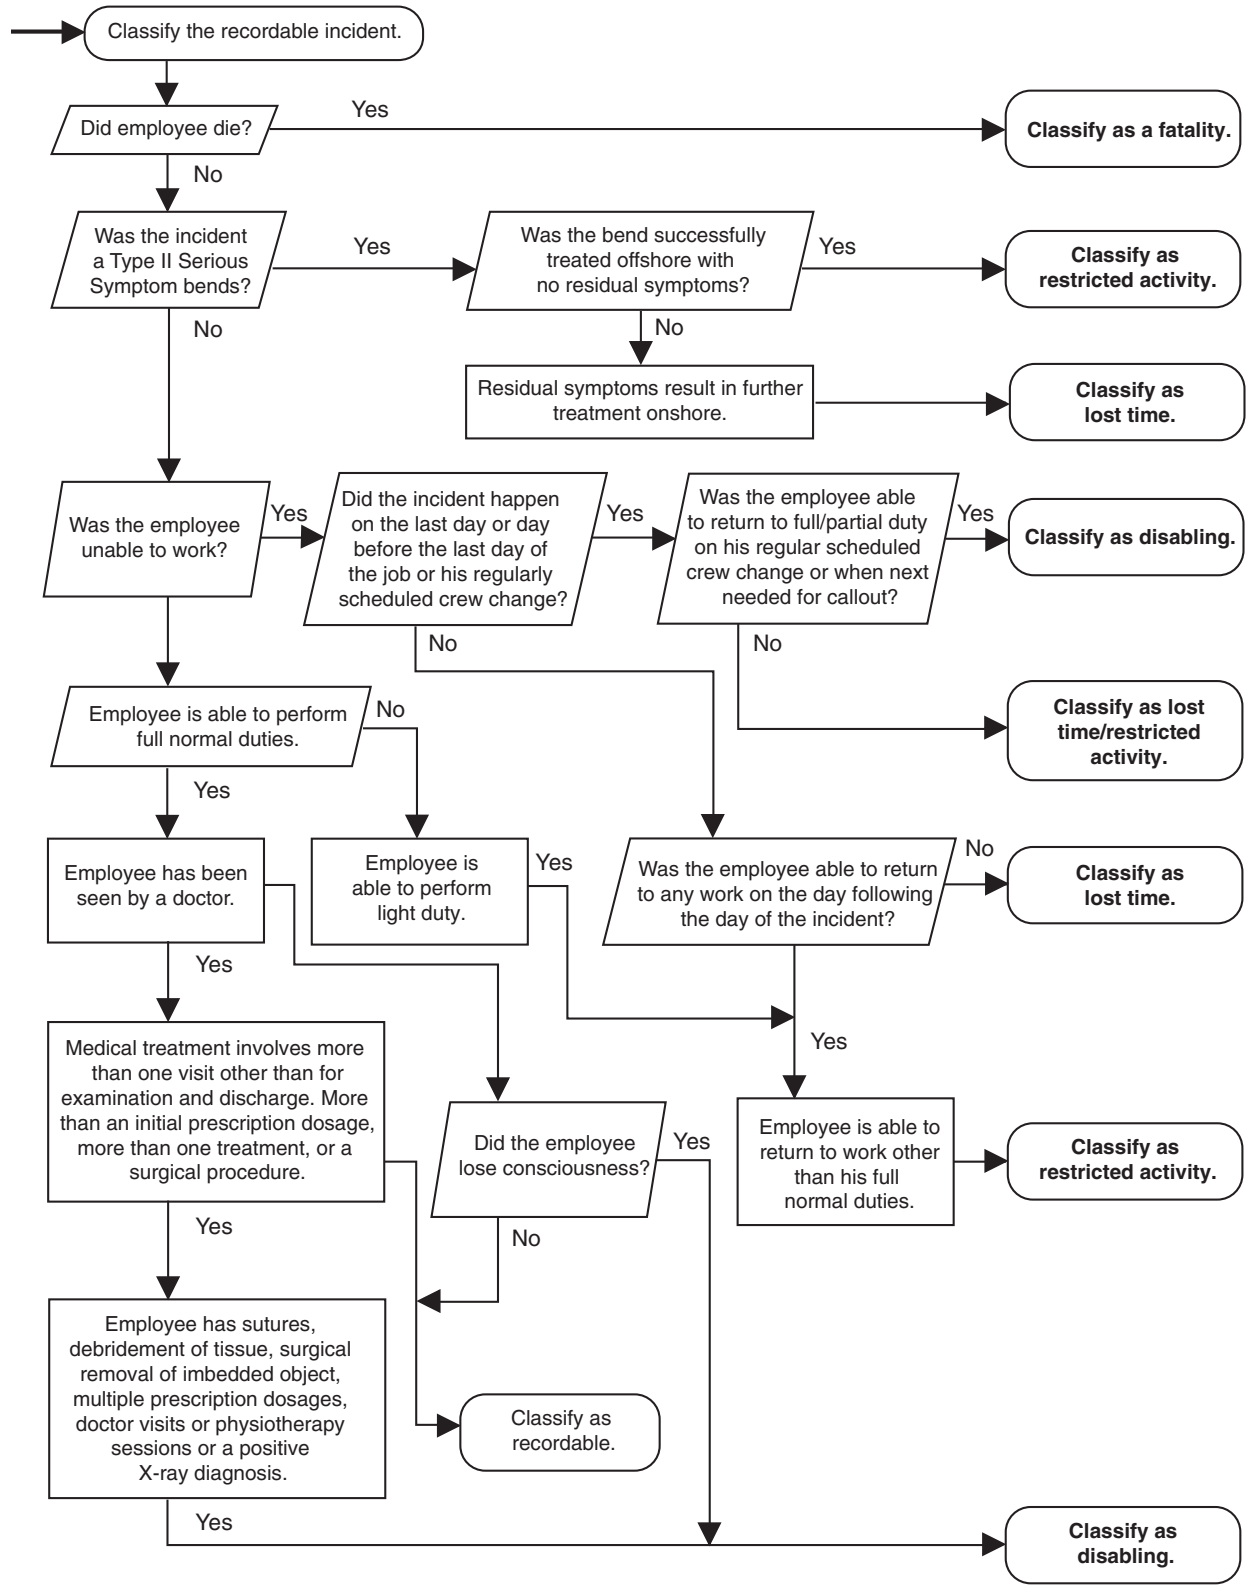 Classify the recordable incident.
Did employee die?
Yes
Classify as a fatality.
No
Was the incident
a Type II Serious
Symptom bends?
Yes
Was the bend successfully
treated offshore with
no residual symptoms?
Yes
Classify as
restricted activity.
No
No
Residual symptoms result in further
treatment onshore.
Classify as
lost time.
Was the employee
unable to work?
Yes
Did the incident happen
on the last day or day
before the last day of
the job or his regularly
scheduled crew change?
Yes
Was the employee able
to return to full/partial duty
on his regular scheduled
crew change or when next
needed for callout?
Yes
Classify as disabling.
No
No
Classify as lost
time/restricted
activity.
Employee is able to perform
full normal duties.
No
Yes
Employee has been
seen by a doctor.
Employee is
able to perform
light duty.
Yes
Was the employee able to return
to any work on the day following
the day of the incident?
No
Classify as
lost time.
Yes
Yes
Medical treatment involves more
than one visit other than for
examination and discharge. More
than an initial prescription dosage,
more than one treatment, or a
surgical procedure.
Did the employee
lose consciousness?
Yes
Employee is able to
return to work other
than his full
normal duties.
Classify as
restricted activity.
Yes
No
Employee has sutures,
debridement of tissue, surgical
removal of imbedded object,
multiple prescription dosages,
doctor visits or physiotherapy
sessions or a positive
X-ray diagnosis.
Classify as
recordable.
Yes
Classify as
disabling.